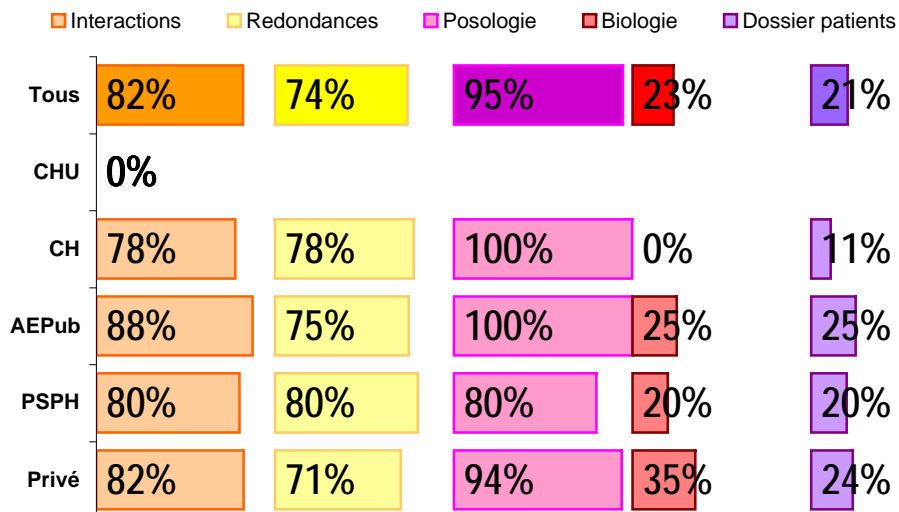 Interactions Redondances Posologie Biologie Dossier patients
Tous 82% 74% 95% 23% 21%
CHU 0%
CH 78% 78% 100% 0% 11%
AEPub 88% 75% 100% 25% 25%
PSPH 80% 80% 80% 20% 20%
Privé 82% 71% 94% 35% 24%